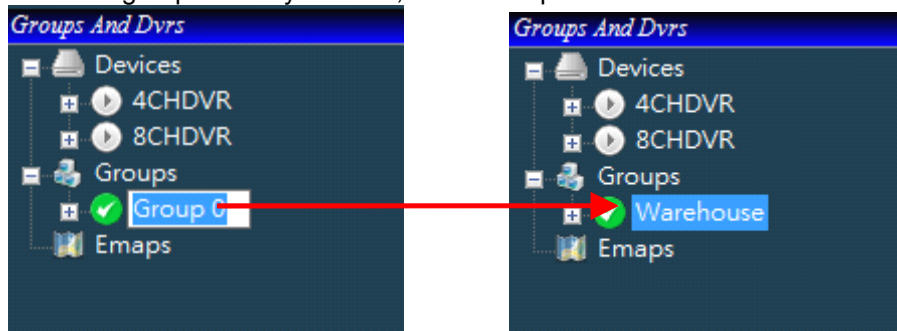 Groups And Dvrs
Devices
4CHDVR
8CHDVR
Groups
Group 0
Emaps
Groups And Dvrs
Devices
4CHDVR
8CHDVR
Groups
Warehouse
Emaps